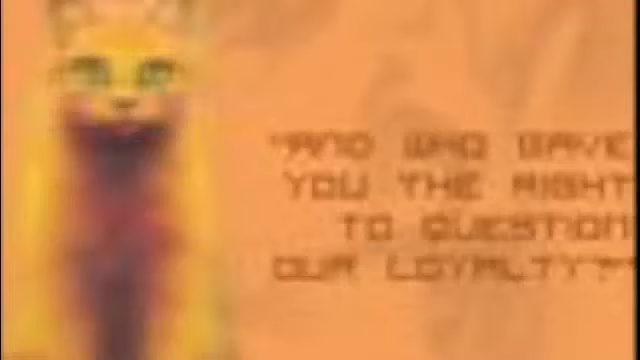 "AND WHO GAVE
YOU THE RIGHT
TO QUESTION
OUR LOYALTY?"